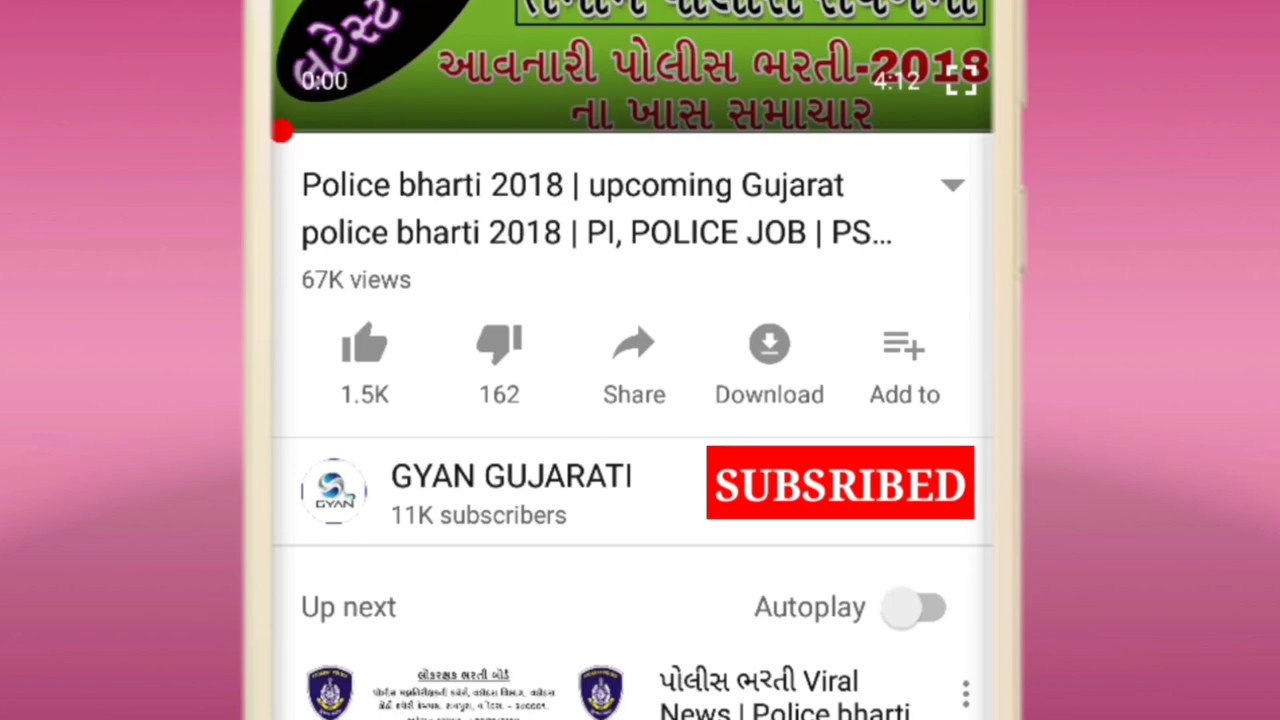 લેટેસ્ટ
તમામ પોલીસ
આવનારી પોલીસ ભરતી-2018
ના ખાસ સમાચાર
0:00
4:12
Police bharti 2018 | upcoming Gujarat
police bharti 2018 | PI, POLICE JOB | PS...
67K views
1.5K
162
Share
Download
Add to
GYAN
GYAN GUJARATI
11K subscribers
SUBSRIBED
Up next
Autoplay
લોકરક્ષક ભરતી બોર્ડ
પોલીસ ભરતી Viral
News | Police bharti